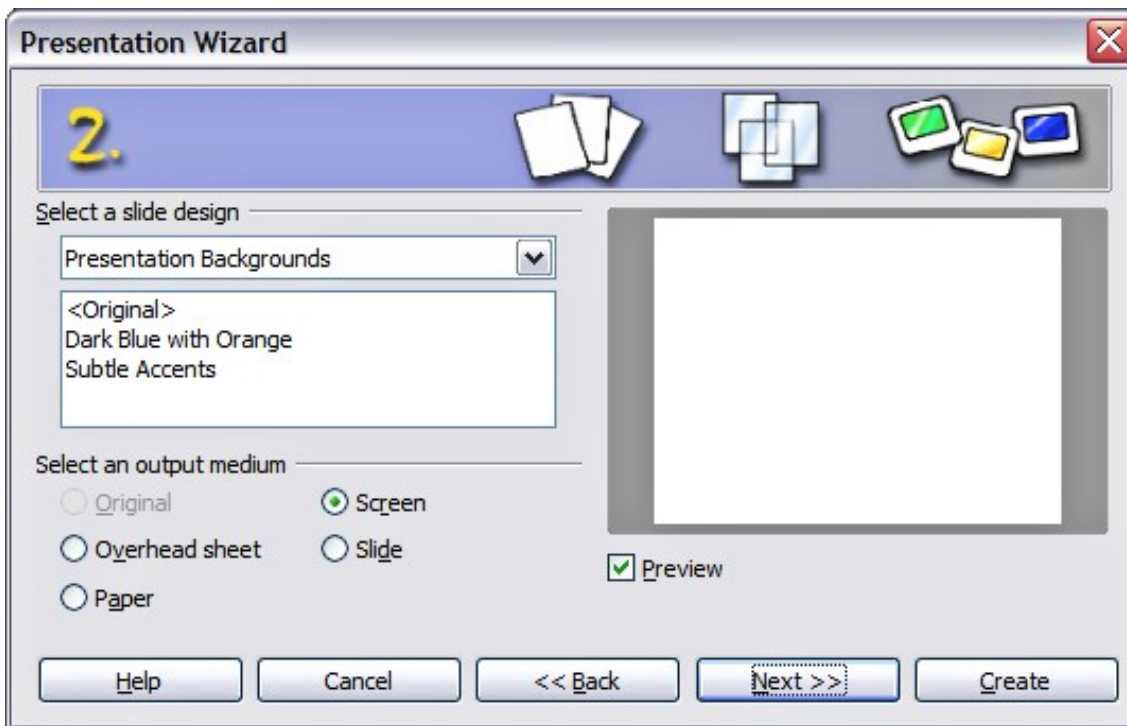 Presentation Wizard
2.
Select a slide design
Presentation Backgrounds
<Original>
Dark Blue with Orange
Subtle Accents
Select an output medium
Original
Screen
Overhead sheet
Slide
Paper
Preview
Help
Cancel
<< Back
Next >>
Create